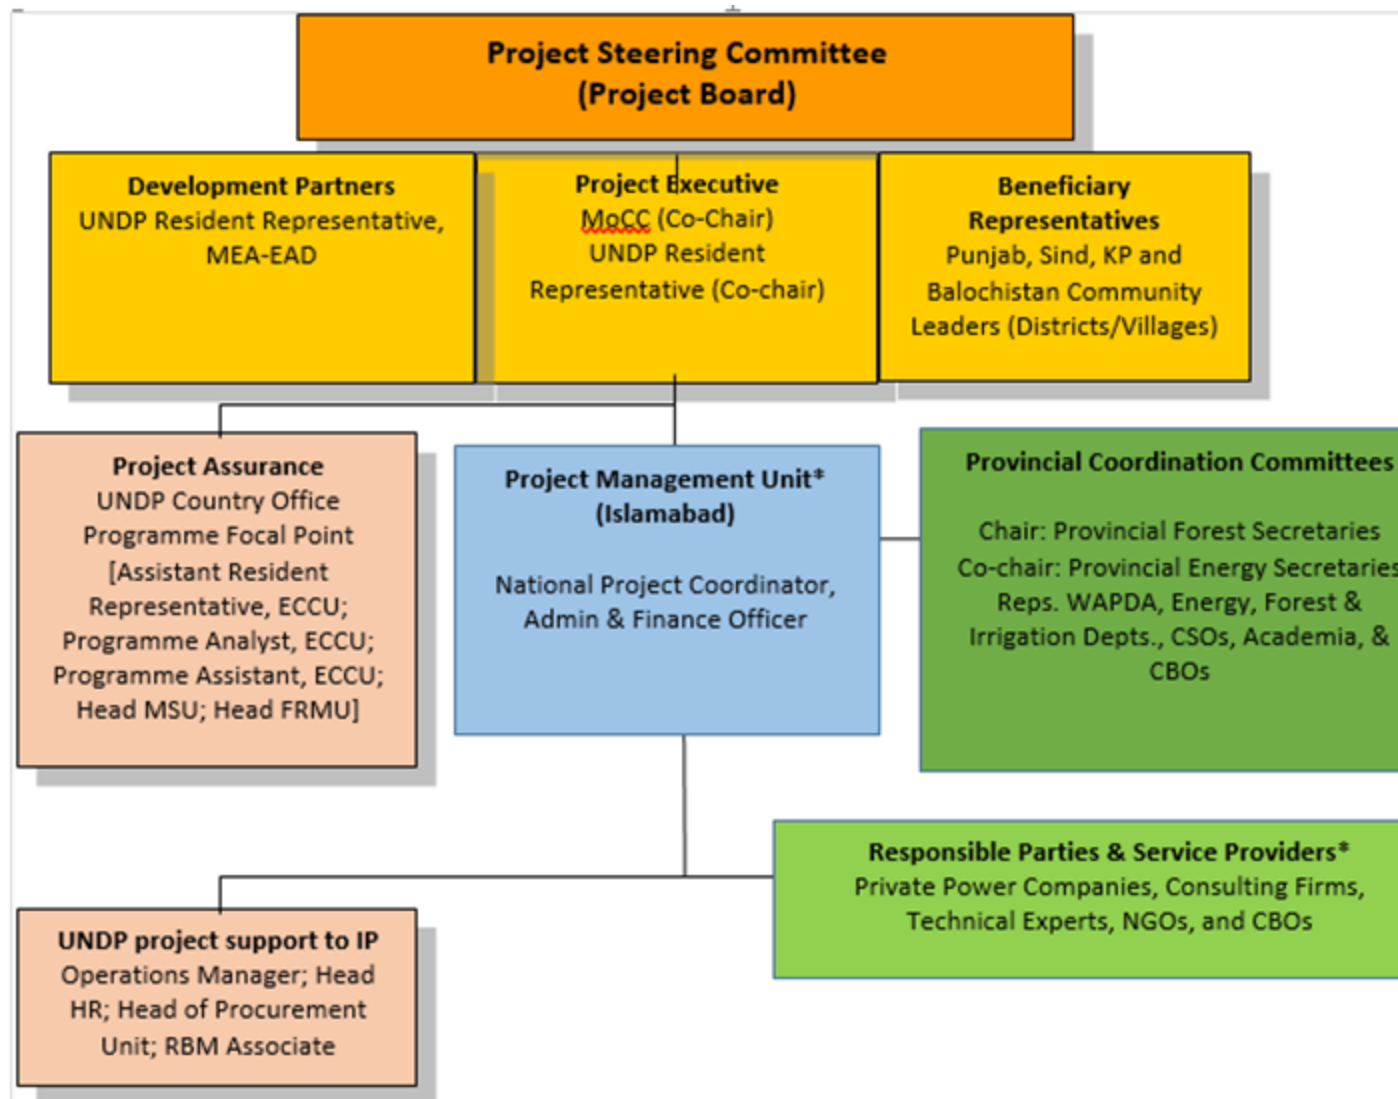 Project Steering Committee
(Project Board)
Development Partners
UNDP Resident Representative,
MEA-EAD
Project Executive
MoCC (Co-Chair)
UNDP Resident
Representative (Co-chair)
Beneficiary
Representatives
Punjab, Sind, KP and
Balochistan Community
Leaders (Districts/Villages)
Project Assurance
UNDP Country Office
Programme Focal Point
[Assistant Resident
Representative, ECCU;
Programme Analyst, ECCU;
Programme Assistant, ECCU;
Head MSU; Head FRMU]
Project Management Unit*
(Islamabad)
National Project Coordinator,
Admin & Finance Officer
Provincial Coordination Committees
Chair: Provincial Forest Secretaries
Co-chair: Provincial Energy Secretaries
Reps. WAPDA, Energy, Forest &
Irrigation Depts., CSOs, Academia, &
CBOs
Responsible Parties & Service Providers*
Private Power Companies, Consulting Firms,
Technical Experts, NGOs, and CBOs
UNDP project support to IP
Operations Manager; Head
HR; Head of Procurement
Unit; RBM Associate